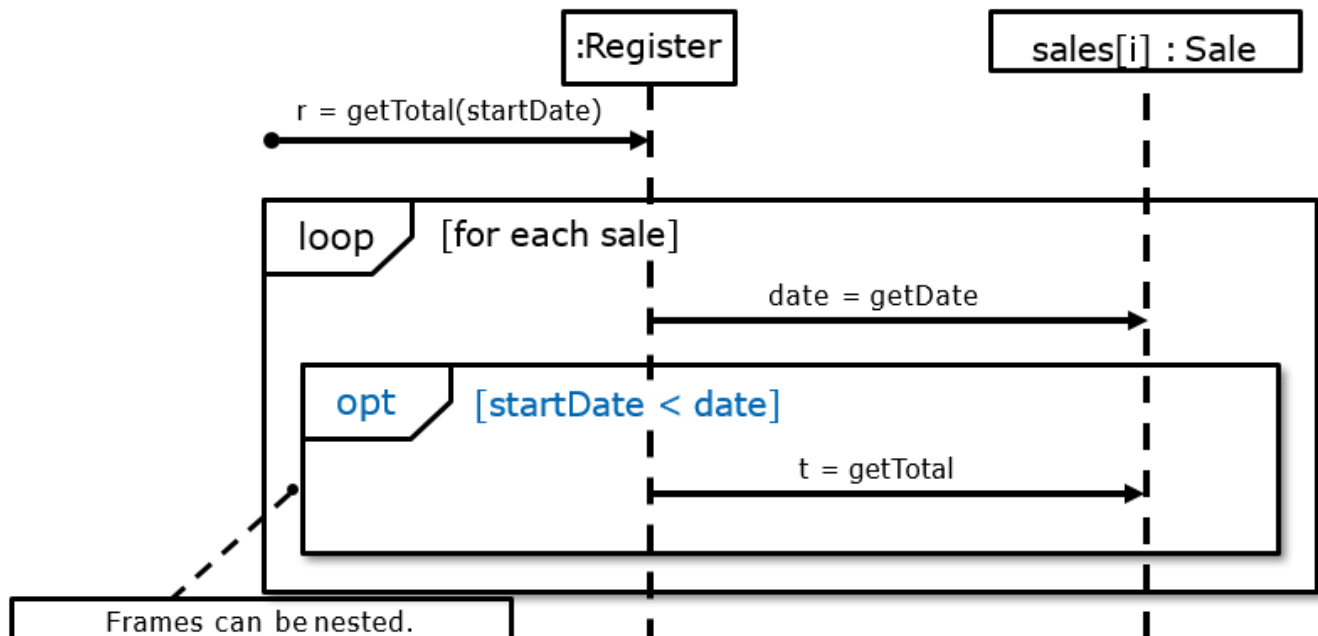 :Register
sales[i] : Sale
r = getTotal(startDate)
loop
[for each sale]
date = getDate
opt
[startDate < date]
t = getTotal
Frames can be nested.